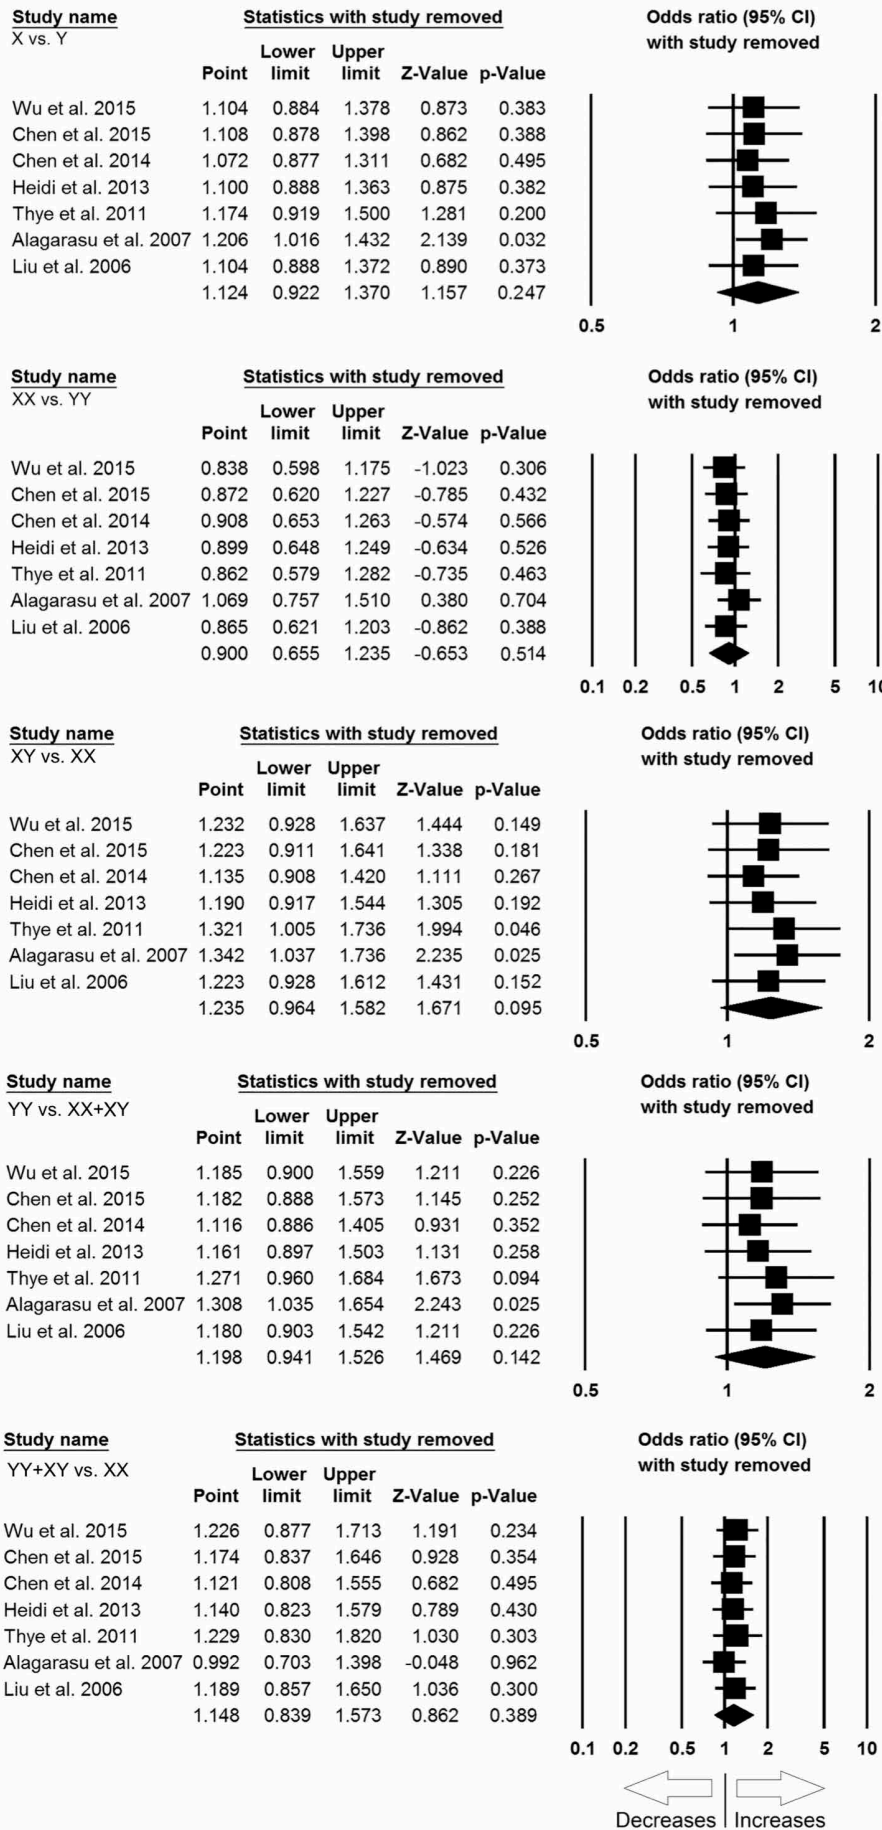 Study name Statistics with study removed Odds ratio (95% CI)
X vs. Y with study removed
Lower Upper
Point limit limit Z-Value p-Value
Wu et al. 2015 1.104 0.884 1.378 0.873 0.383
Chen et al. 2015 1.108 0.878 1.398 0.862 0.388
Chen et al. 2014 1.072 0.877 1.311 0.682 0.495
Heidi et al. 2013 1.100 0.888 1.363 0.875 0.382
Thye et al. 2011 1.174 0.919 1.500 1.281 0.200
Alagarasu et al. 2007 1.206 1.016 1.432 2.139 0.032
Liu et al. 2006 1.104 0.888 1.372 0.890 0.373
1.124 0.922 1.370 1.157 0.247
0.5 1 2
Study name Statistics with study removed Odds ratio (95% CI)
XX vs. YY with study removed
Lower Upper
Point limit limit Z-Value p-Value
Wu et al. 2015 0.838 0.598 1.175 -1.023 0.306
Chen et al. 2015 0.872 0.620 1.227 -0.785 0.432
Chen et al. 2014 0.908 0.653 1.263 -0.574 0.566
Heidi et al. 2013 0.899 0.648 1.249 -0.634 0.526
Thye et al. 2011 0.862 0.579 1.282 -0.735 0.463
Alagarasu et al. 2007 1.069 0.757 1.510 0.380 0.704
Liu et al. 2006 0.865 0.621 1.203 -0.862 0.388
0.900 0.655 1.235 -0.653 0.514
0.1 0.2 0.5 1 2 5 10
Study name Statistics with study removed Odds ratio (95% CI)
XY vs. XX with study removed
Lower Upper
Point limit limit Z-Value p-Value
Wu et al. 2015 1.232 0.928 1.637 1.444 0.149
Chen et al. 2015 1.223 0.911 1.641 1.338 0.181
Chen et al. 2014 1.135 0.908 1.420 1.111 0.267
Heidi et al. 2013 1.190 0.917 1.544 1.305 0.192
Thye et al. 2011 1.321 1.005 1.736 1.994 0.046
Alagarasu et al. 2007 1.342 1.037 1.736 2.235 0.025
Liu et al. 2006 1.223 0.928 1.612 1.431 0.152
1.235 0.964 1.582 1.671 0.095
0.5 1 2
Study name Statistics with study removed Odds ratio (95% CI)
YY vs. XX+XY with study removed
Lower Upper
Point limit limit Z-Value p-Value
Wu et al. 2015 1.185 0.900 1.559 1.211 0.226
Chen et al. 2015 1.182 0.888 1.573 1.145 0.252
Chen et al. 2014 1.116 0.886 1.405 0.931 0.352
Heidi et al. 2013 1.161 0.897 1.503 1.131 0.258
Thye et al. 2011 1.271 0.960 1.684 1.673 0.094
Alagarasu et al. 2007 1.308 1.035 1.654 2.243 0.025
Liu et al. 2006 1.180 0.903 1.542 1.211 0.226
1.198 0.941 1.526 1.469 0.142
0.5 1 2
Study name Statistics with study removed Odds ratio (95% CI)
YY+XY vs. XX with study removed
Lower Upper
Point limit limit Z-Value p-Value
Wu et al. 2015 1.226 0.877 1.713 1.191 0.234
Chen et al. 2015 1.174 0.837 1.646 0.928 0.354
Chen et al. 2014 1.121 0.808 1.555 0.682 0.495
Heidi et al. 2013 1.140 0.823 1.579 0.789 0.430
Thye et al. 2011 1.229 0.830 1.820 1.030 0.303
Alagarasu et al. 2007 0.992 0.703 1.398 -0.048 0.962
Liu et al. 2006 1.189 0.857 1.650 1.036 0.300
1.148 0.839 1.573 0.862 0.389
0.1 0.2 0.5 1 2 5 10
Decreases Increases